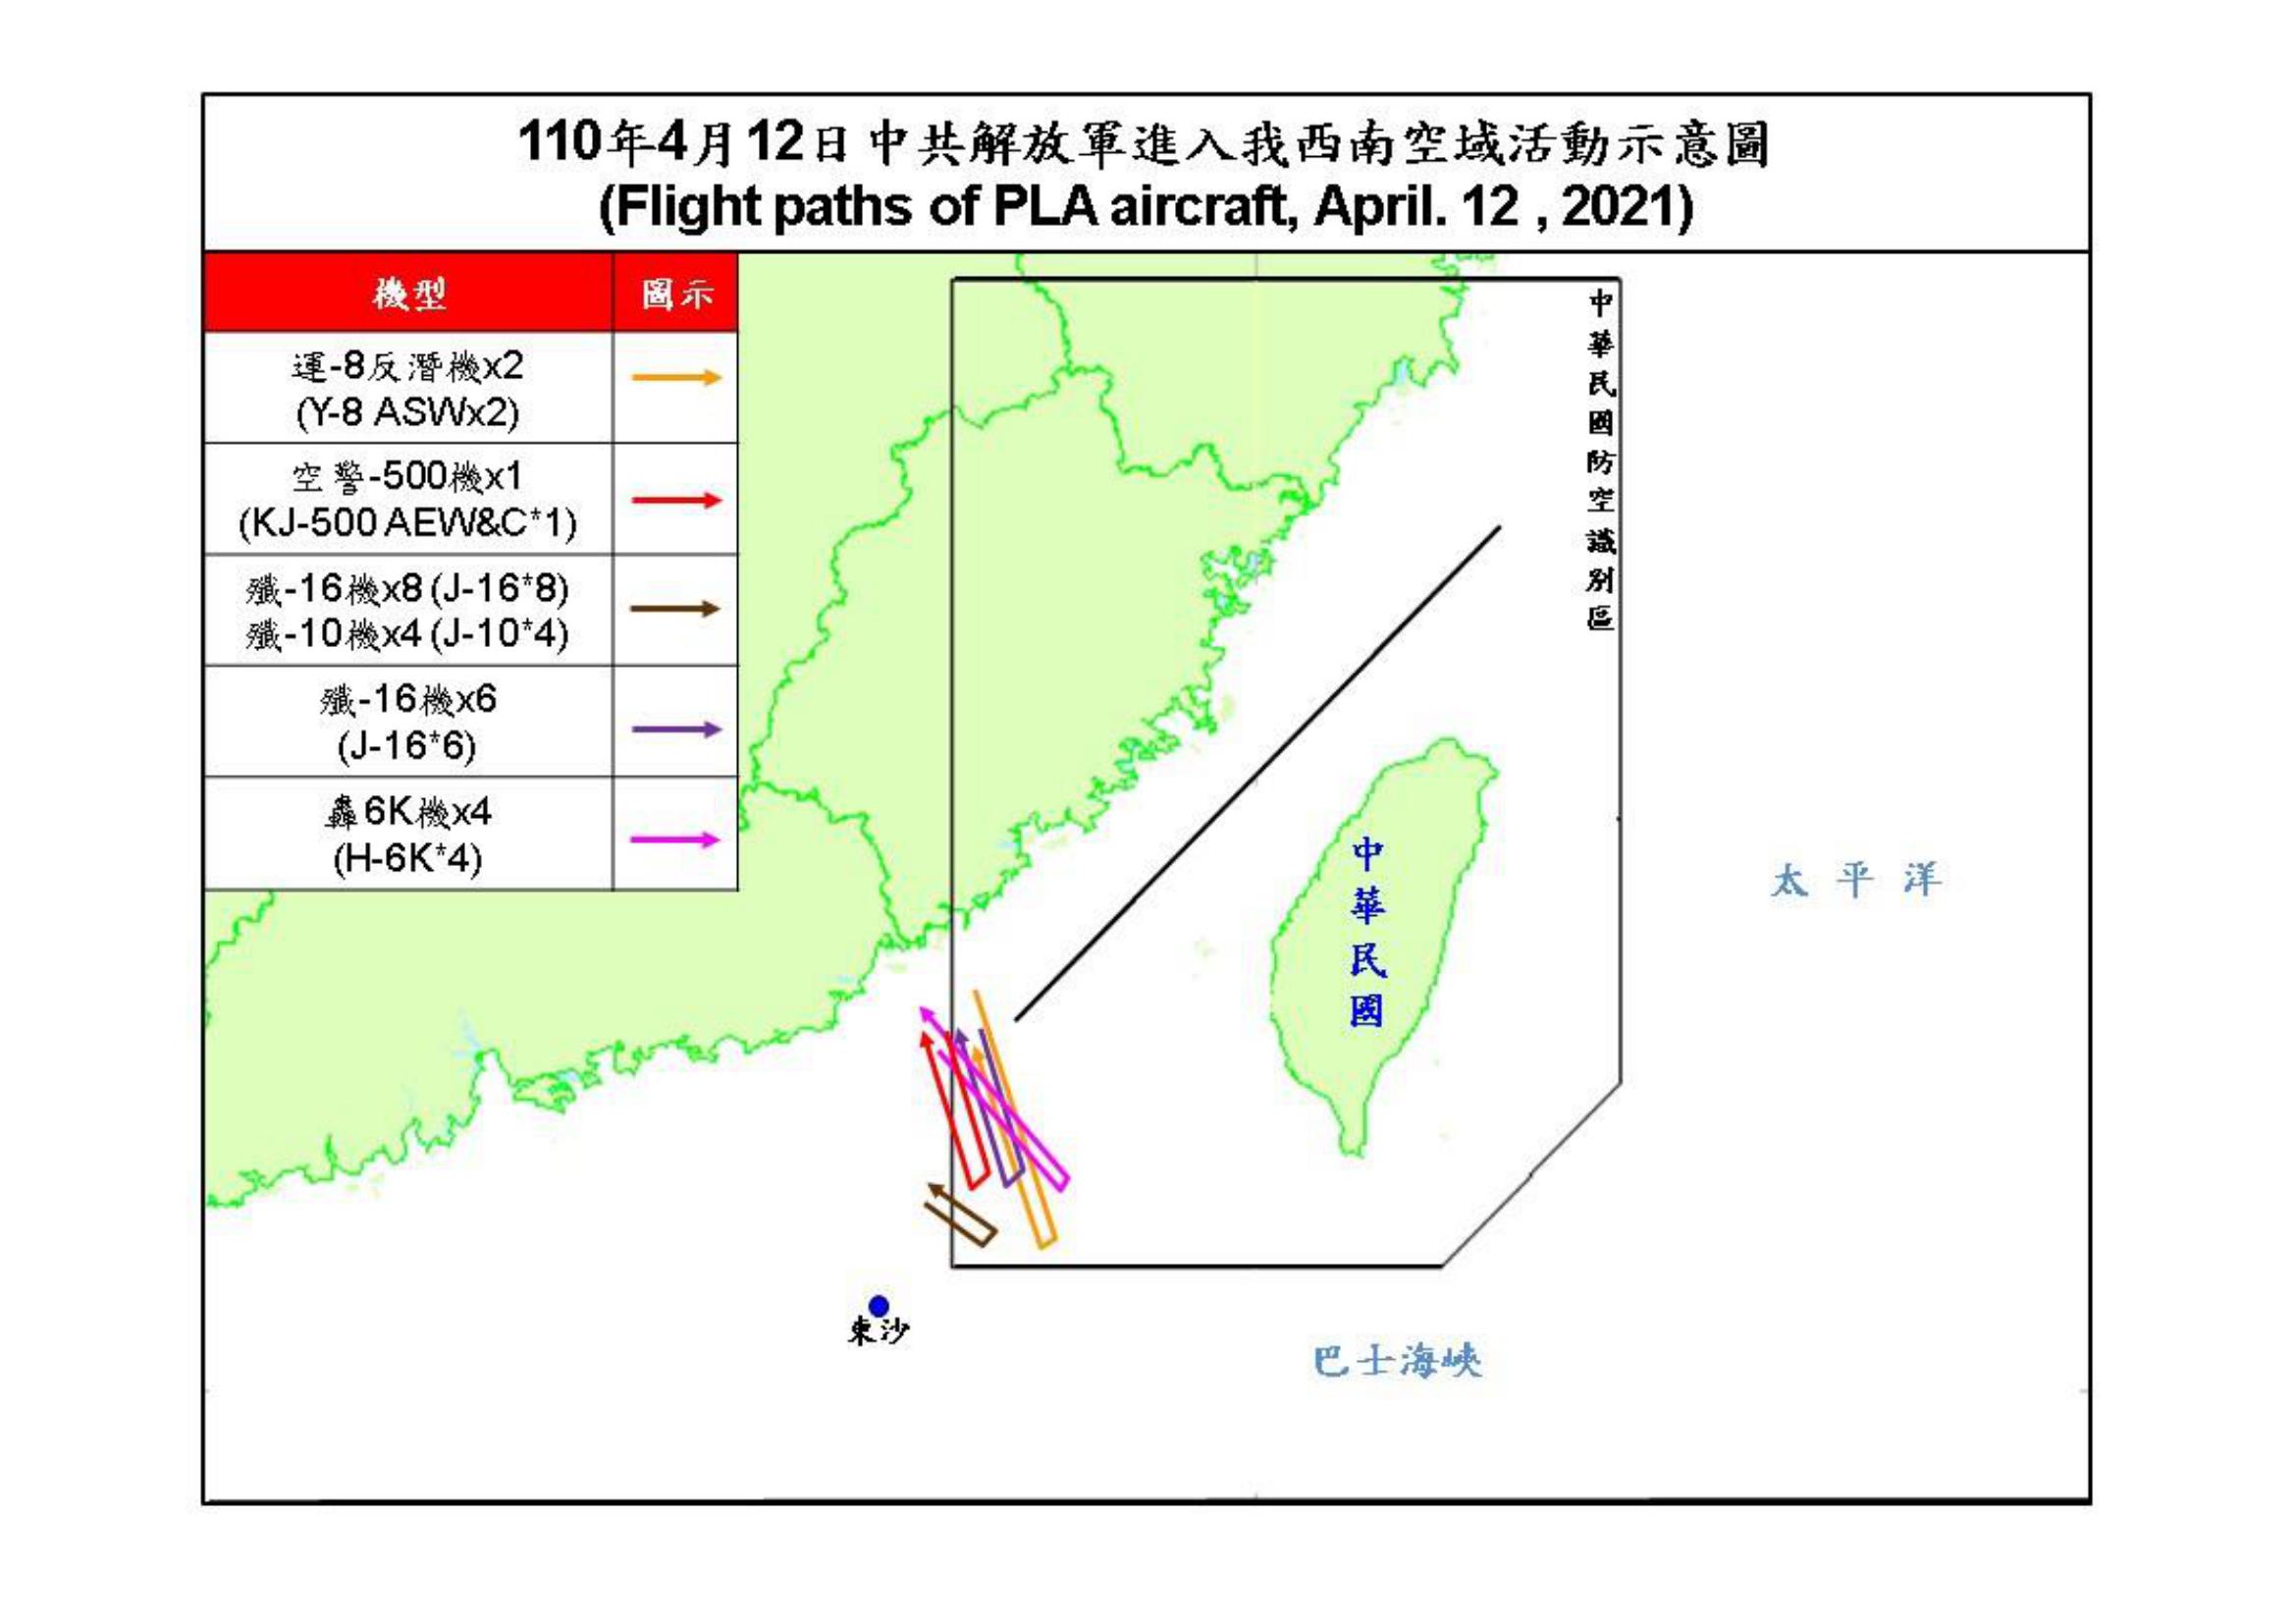 110年4月12日中共解放軍進入我西南空域活動示意圖
(Flight paths of PLA aircraft, April. 12 , 2021)
機型
圖示
運-8反潛機x2
(Y-8 ASWx2)
空警-500機x1
(KJ-500 AEW&C*1)
殲-16機x8 (J-16*8)
殲-10機x4 (J-10*4)
殲-16機x6
(J-16*6)
轟6K機x4
(H-6K*4)
中華民國防空識別區
中華民國
太平洋
東沙
巴士海峽